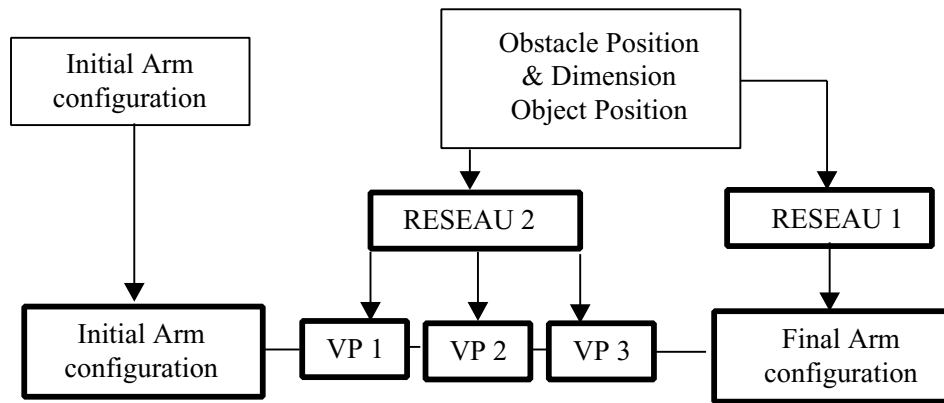 Initial Arm
configuration
Obstacle Position
& Dimension
Object Position
RESEAU 2
RESEAU 1
Initial Arm
configuration
VP 1
VP 2
VP 3
Final Arm
configuration